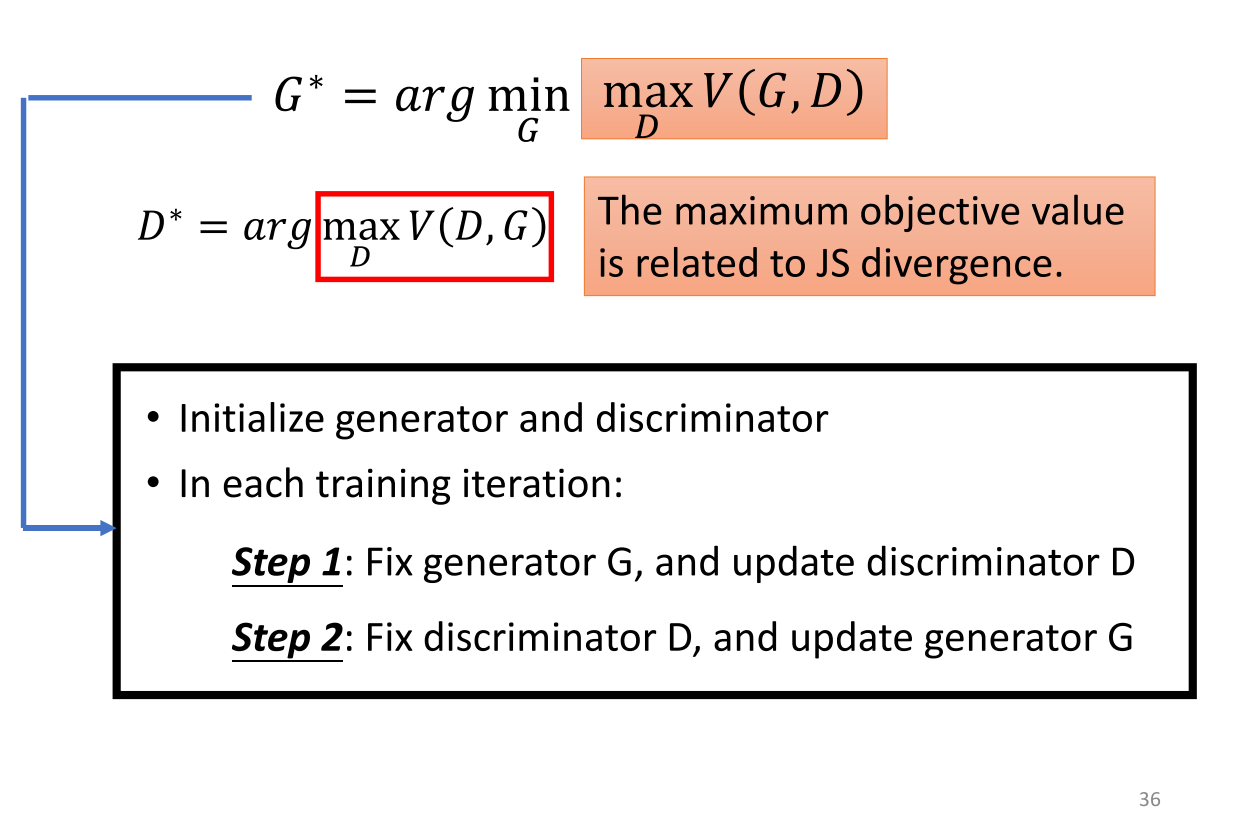 G* = arg min_G max_D V(G, D)
D* = arg max_D V(D, G)
The maximum objective value
is related to JS divergence.
• Initialize generator and discriminator
• In each training iteration:
Step 1: Fix generator G, and update discriminator D
Step 2: Fix discriminator D, and update generator G
36